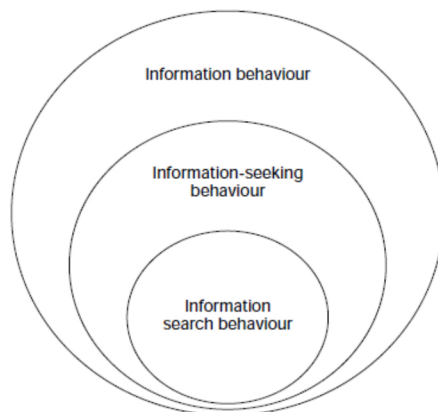 Information behaviour
Information-seeking
behaviour
Information
search behaviour